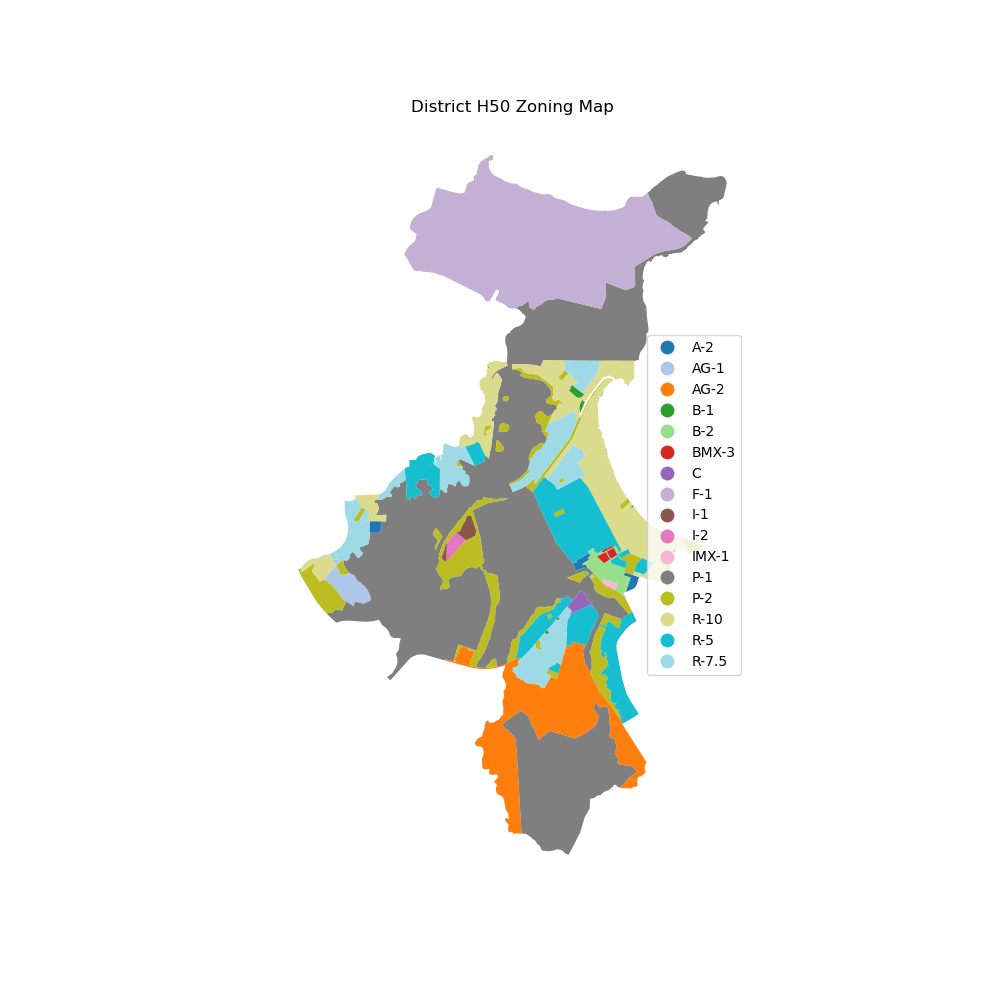 District H50 Zoning Map
A-2
AG-1
AG-2
B-1
B-2
BMX-3
C
F-1
I-1
I-2
IMX-1
P-1
P-2
R-10
R-5
R-7.5